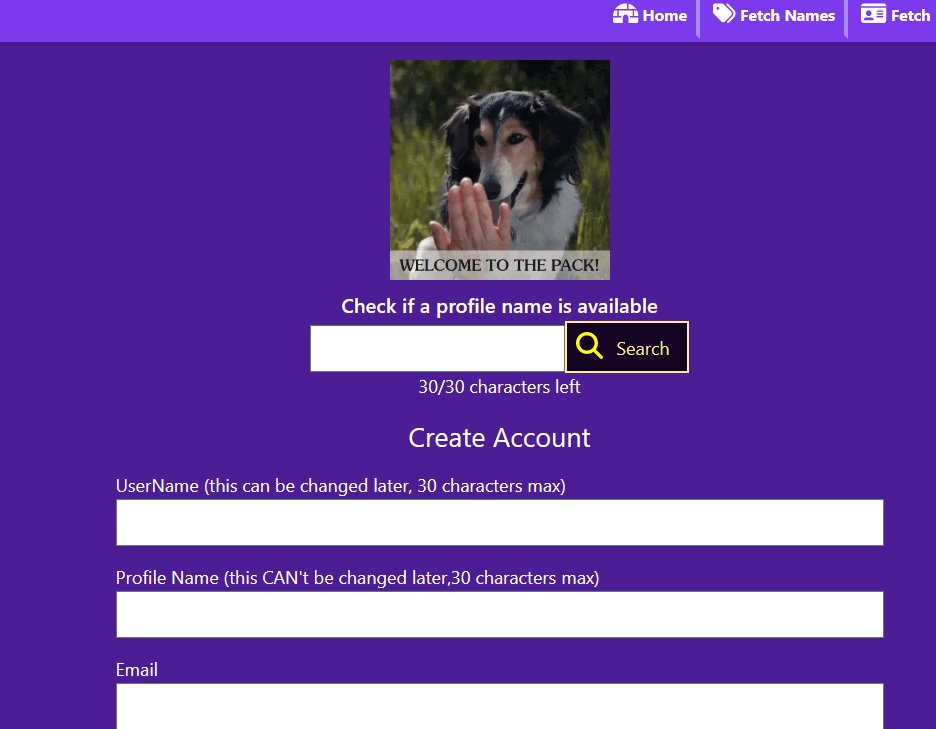 Home Fetch Names Fetch
WELCOME TO THE PACK!
Check if a profile name is available
Search
30/30 characters left
Create Account
UserName (this can be changed later, 30 characters max)
Profile Name (this CAN't be changed later,30 characters max)
Email